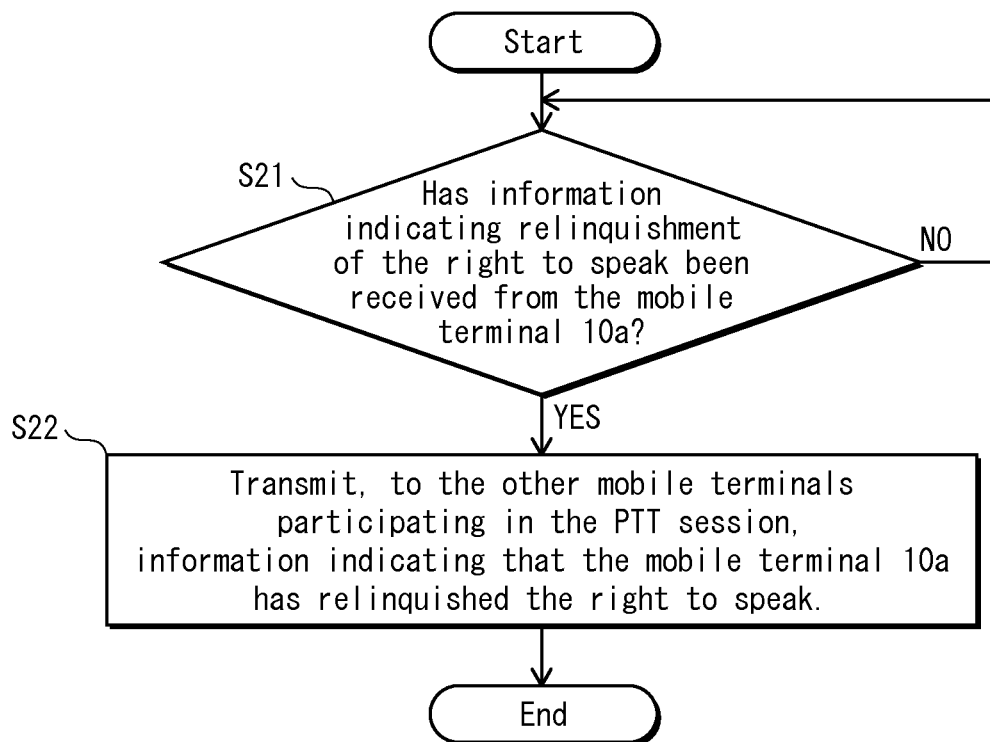 Start
S21
Has information
indicating relinquishment
of the right to speak been
received from the mobile
terminal 10a?
NO
YES
S22
Transmit, to the other mobile terminals
participating in the PTT session,
information indicating that the mobile terminal 10a
has relinquished the right to speak.
End